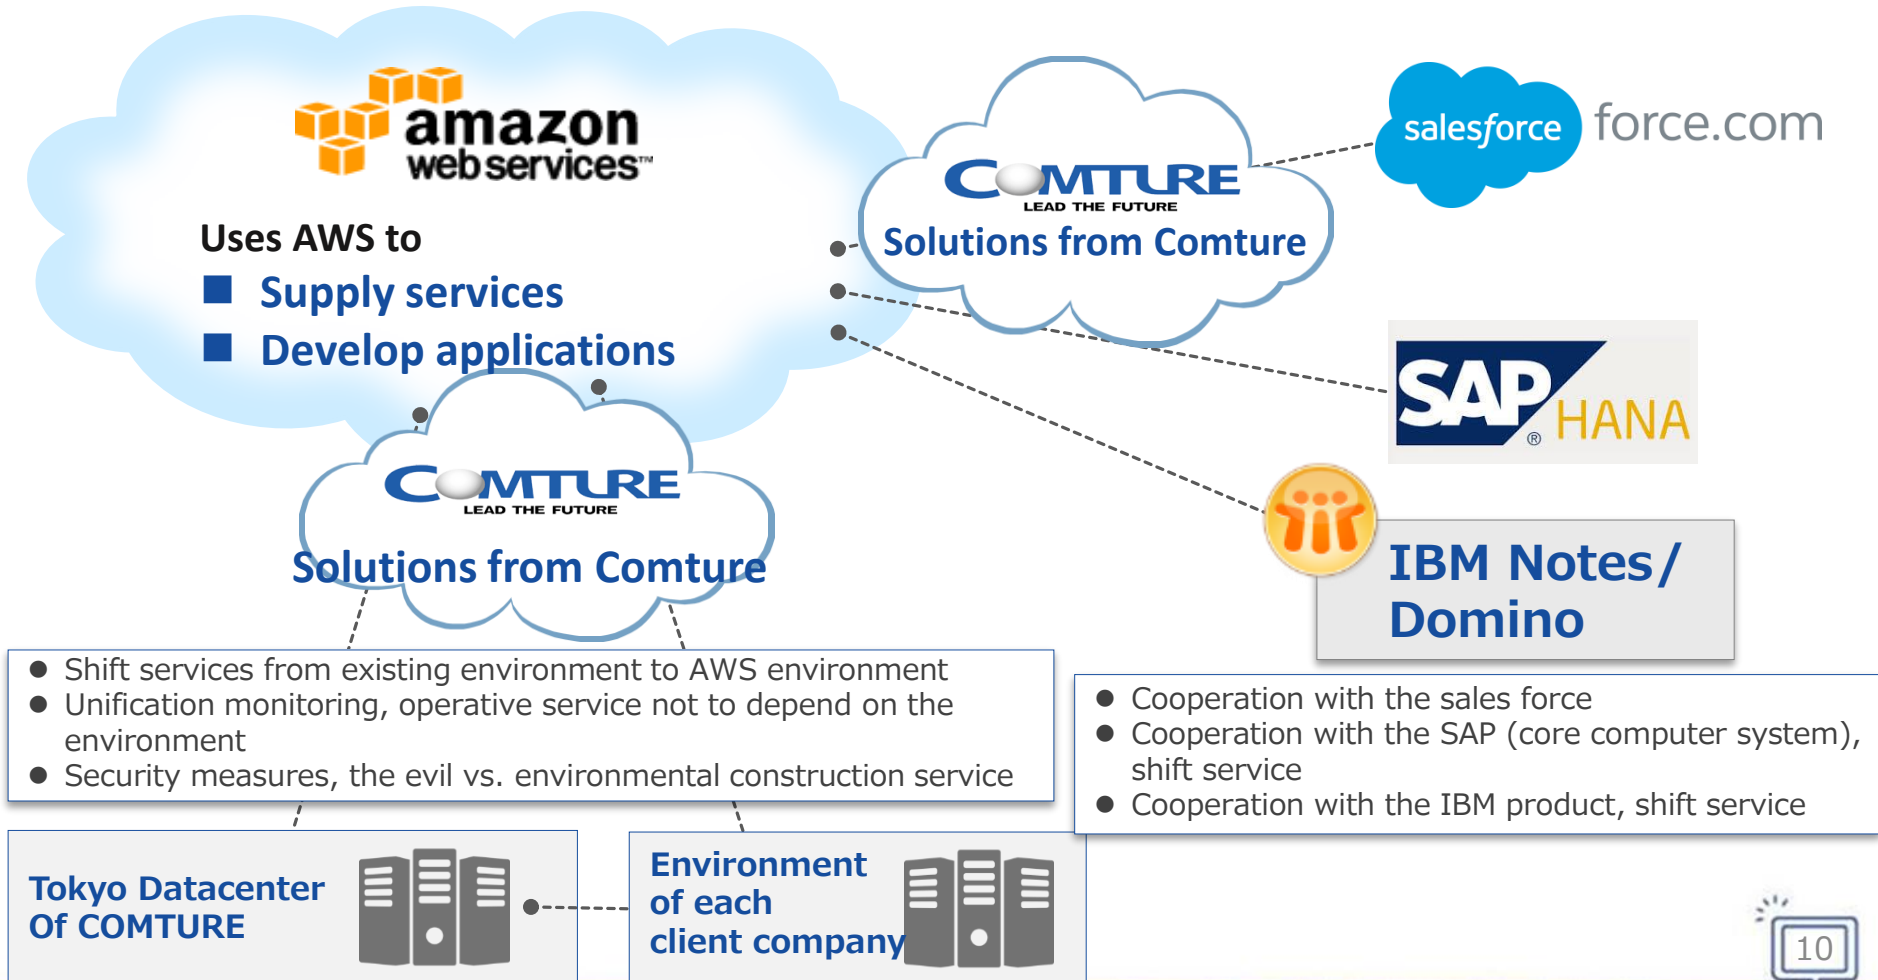 amazon
web services™
Uses AWS to
Supply services
Develop applications
COMTURE
LEAD THE FUTURE
Solutions from Comture
salesforce
force.com
SAP
®
HANA
COMTURE
LEAD THE FUTURE
Solutions from Comture
IBM Notes/
Domino
● Shift services from existing environment to AWS environment
● Unification monitoring, operative service not to depend on the
environment
● Security measures, the evil vs. environmental construction service
● Cooperation with the sales force
● Cooperation with the SAP (core computer system),
shift service
● Cooperation with the IBM product, shift service
Tokyo Datacenter
Of COMTURE
Environment
of each
client company
10